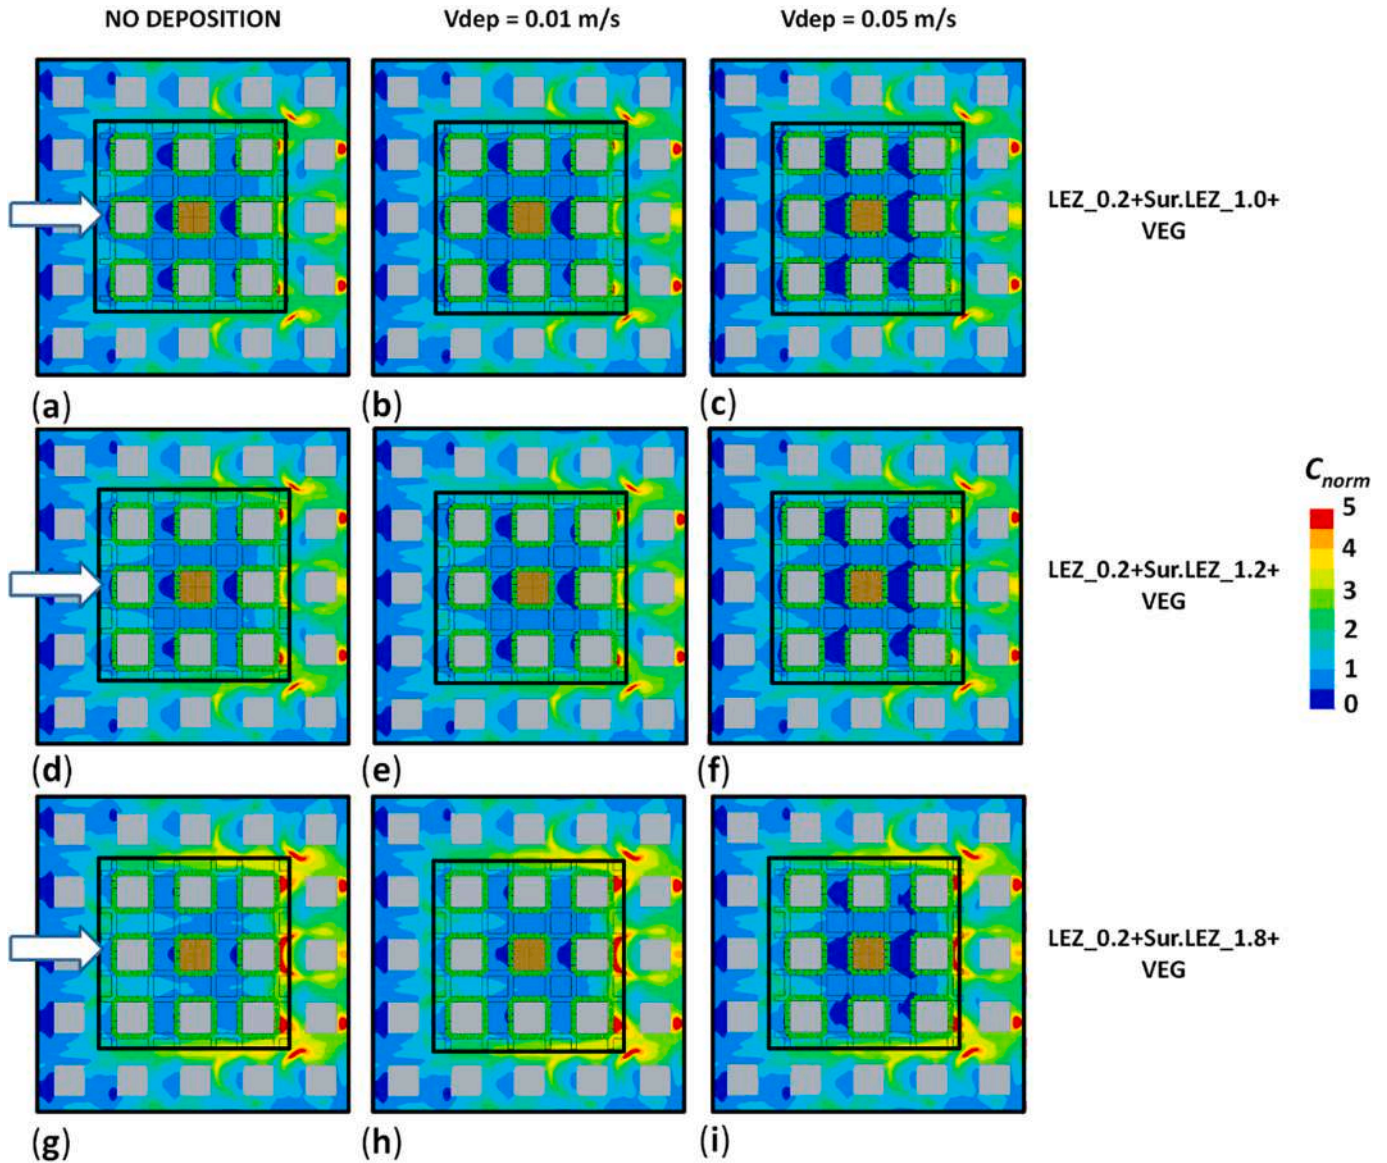 NO DEPOSITION
Vdep = 0.01 m/s
Vdep = 0.05 m/s
LEZ_0.2+Sur.LEZ_1.0+
VEG
(a)
(b)
(c)
LEZ_0.2+Sur.LEZ_1.2+
VEG
Cnorm
5
4
3
2
1
0
(d)
(e)
(f)
LEZ_0.2+Sur.LEZ_1.8+
VEG
(g)
(h)
(i)